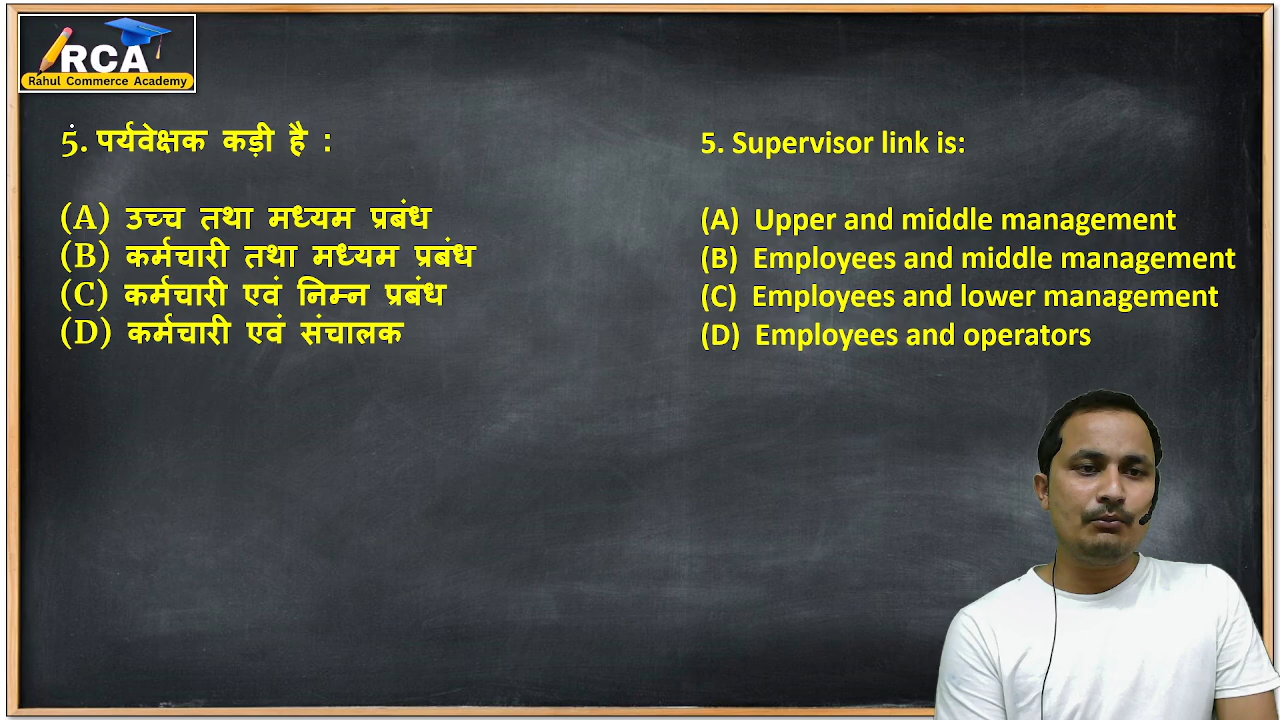 RCA
Rahul Commerce Academy
5. पर्यवेक्षक कड़ी है :
(A) उच्च तथा मध्यम प्रबंध
(B) कर्मचारी तथा मध्यम प्रबंध
(C) कर्मचारी एवं निम्न प्रबंध
(D) कर्मचारी एवं संचालक
5. Supervisor link is:
(A) Upper and middle management
(B) Employees and middle management
(C) Employees and lower management
(D) Employees and operators